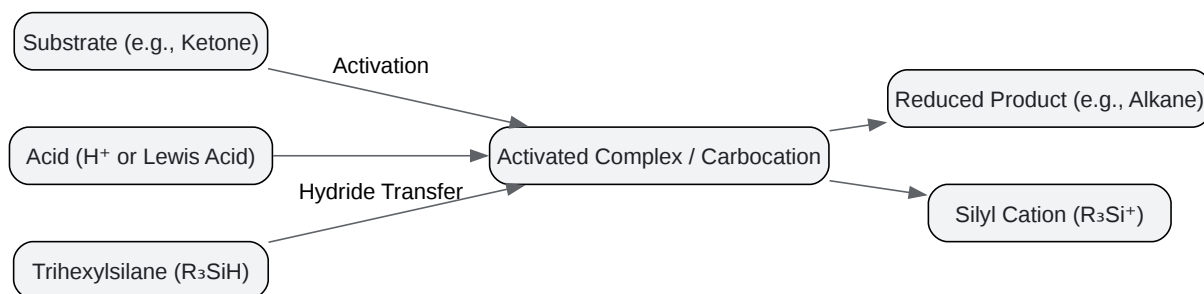 Substrate (e.g., Ketone)
Activation
Reduced Product (e.g., Alkane)
Acid (H⁺ or Lewis Acid)
Activated Complex / Carbocation
Hydride Transfer
Silyl Cation (R₃Si⁺)
Trihexylsilane (R₃SiH)